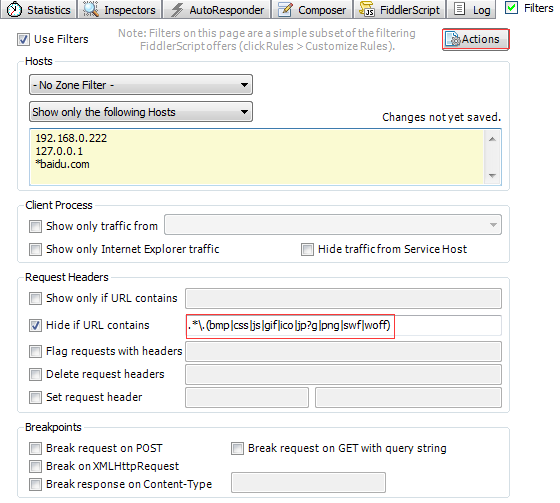 Statistics Inspectors AutoResponder Composer FiddlerScript Log Filters
Use Filters
Note: Filters on this page are a simple subset of the filtering
FiddlerScript offers (click Rules > Customize Rules).
Actions
Hosts
- No Zone Filter -
Show only the following Hosts
Changes not yet saved.
192.168.0.222
127.0.0.1
*baidu.com
Client Process
Show only traffic from
Show only Internet Explorer traffic
Hide traffic from Service Host
Request Headers
Show only if URL contains
Hide if URL contains .*\.(bmp|css|js|gif|ico|jp?g|png|swf|woff)
Flag requests with headers
Delete request headers
Set request header
Breakpoints
Break request on POST
Break request on GET with query string
Break on XMLHttpRequest
Break response on Content-Type